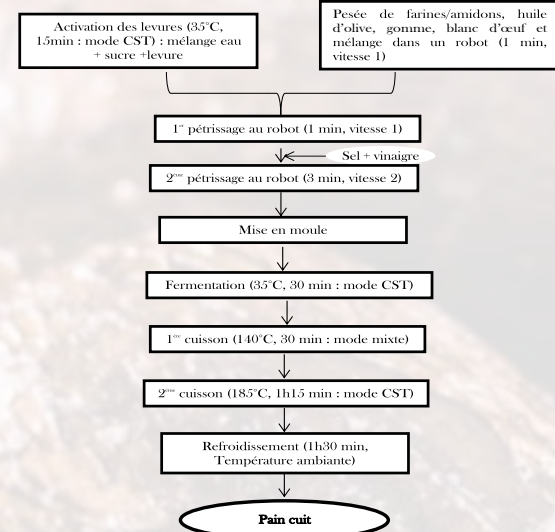 Activation des levures (35°C,
15min : mode CST) : mélange eau
+ sucre +levure
Pesée de farines/amidons, huile
d’olive, gomme, blanc d’œuf et
mélange dans un robot (1 min,
vitesse 1)
1er pétrissage au robot (1 min, vitesse 1)
Sel + vinaigre
2ème pétrissage au robot (3 min, vitesse 2)
Mise en moule
Fermentation (35°C, 30 min : mode CST)
1ère cuisson (140°C, 30 min : mode mixte)
2ème cuisson (185°C, 1h15 min : mode CST)
Refroidissement (1h30 min,
Température ambiante)
Pain cuit